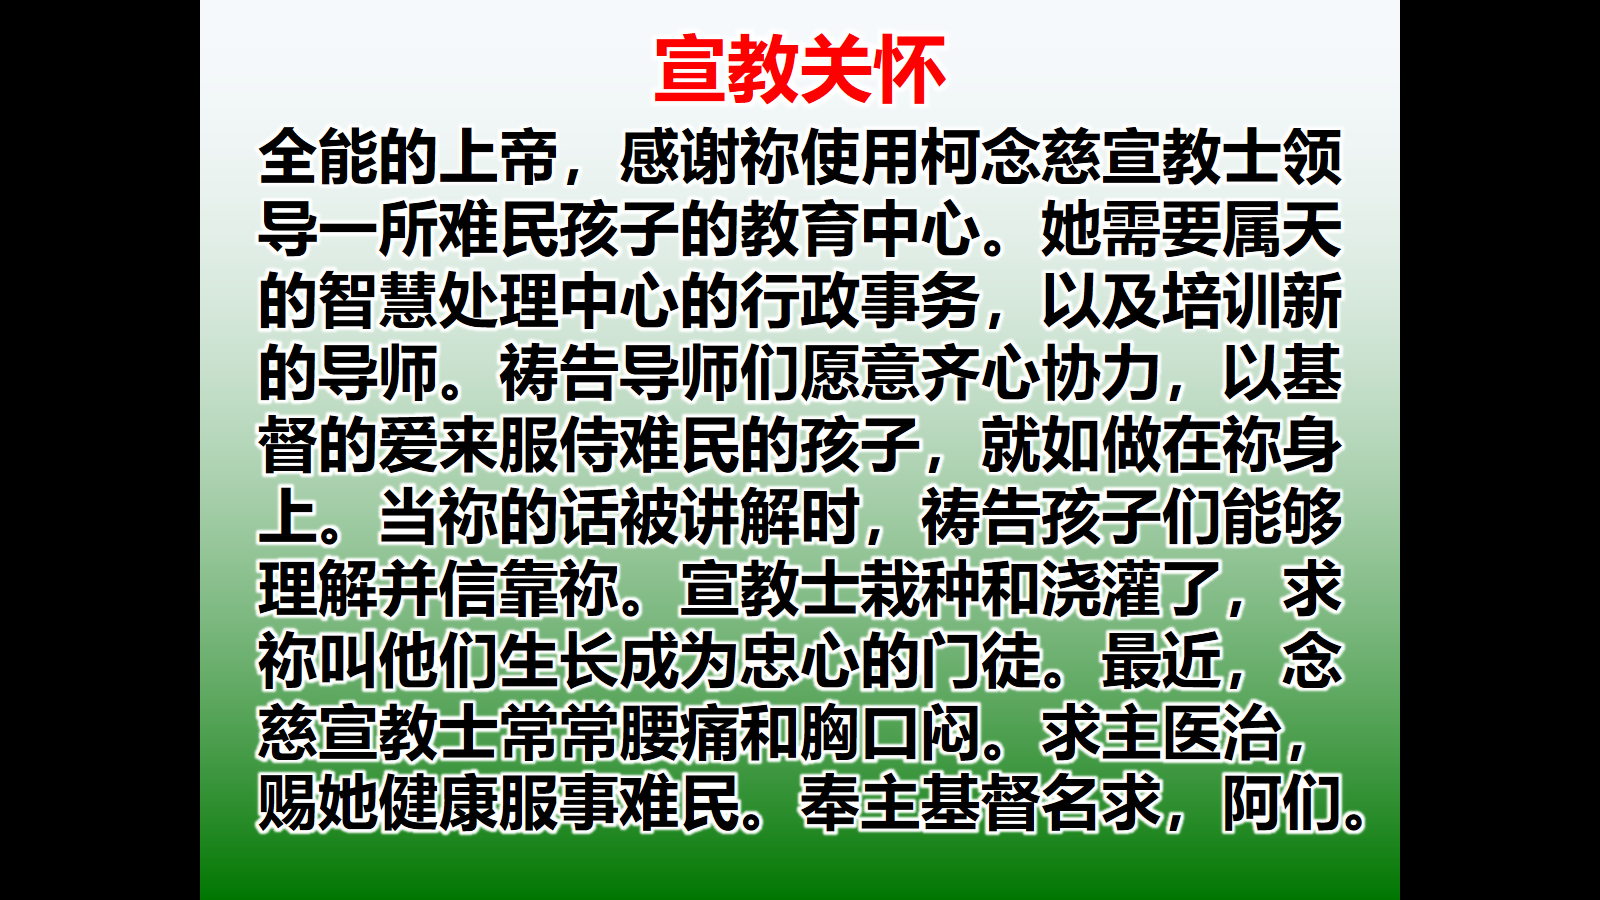 宣教关怀
全能的上帝，感谢祢使用柯念慈宣教士领
导一所难民孩子的教育中心。她需要属天
的智慧处理中心的行政事务，以及培训新
的导师。祷告导师们愿意齐心协力，以基
督的爱来服侍难民的孩子，就如做在祢身
上。当祢的话被讲解时，祷告孩子们能够
理解并信靠祢。宣教士栽种和浇灌了，求
祢叫他们生长成为忠心的门徒。最近，念
慈宣教士常常腰痛和胸口闷。求主医治，
赐她健康服事难民。奉主基督名求，阿们。